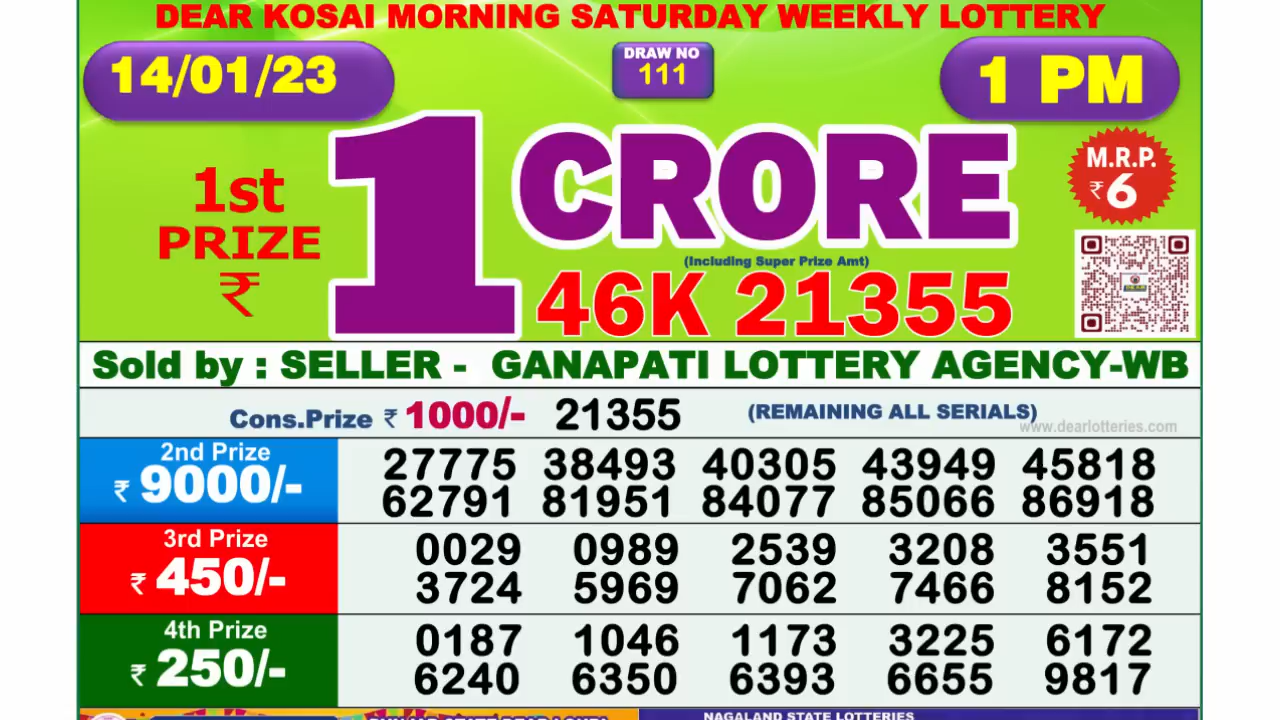 DEAR KOSAI MORNING SATURDAY WEEKLY LOTTERY
14/01/23
DRAW NO
111
1 PM
1st
PRIZE
₹
1 CRORE
(Including Super Prize Amt)
46K 21355
M.R.P.
₹ 6
Sold by : SELLER - GANAPATI LOTTERY AGENCY-WB
Cons.Prize ₹ 1000/- 21355 (REMAINING ALL SERIALS)
www.dearlotteries.com
2nd Prize
₹ 9000/-
27775 38493 40305 43949 45818
62791 81951 84077 85066 86918
3rd Prize
₹ 450/-
0029 0989 2539 3208 3551
3724 5969 7062 7466 8152
4th Prize
₹ 250/-
0187 1046 1173 3225 6172
6240 6350 6393 6655 9817
NAGALAND STATE LOTTERIES